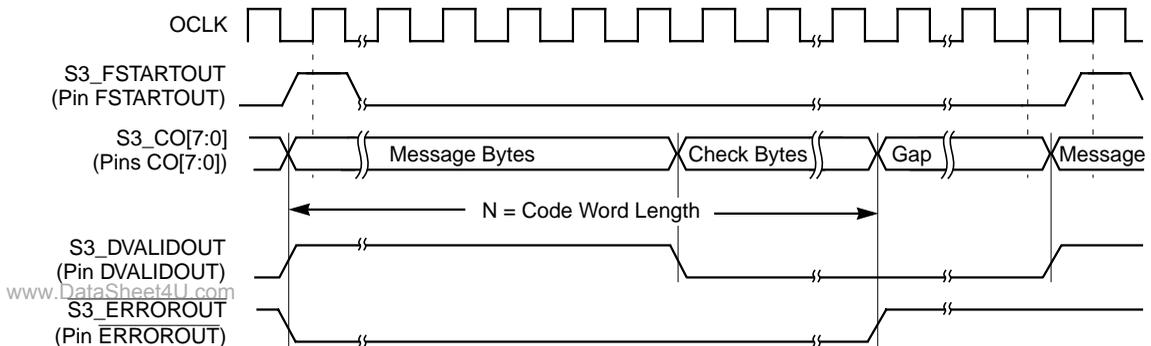 OCLK
S3_FSTARTOUT
(Pin FSTARTOUT)
S3_CO[7:0]
(Pins CO[7:0])
Message Bytes
Check Bytes
Gap
Message
N = Code Word Length
S3_DVALIDOUT
(Pin DVALIDOUT)
www.DataSheet4U.com
S3_ERROROUT
(Pin ERROROUT)